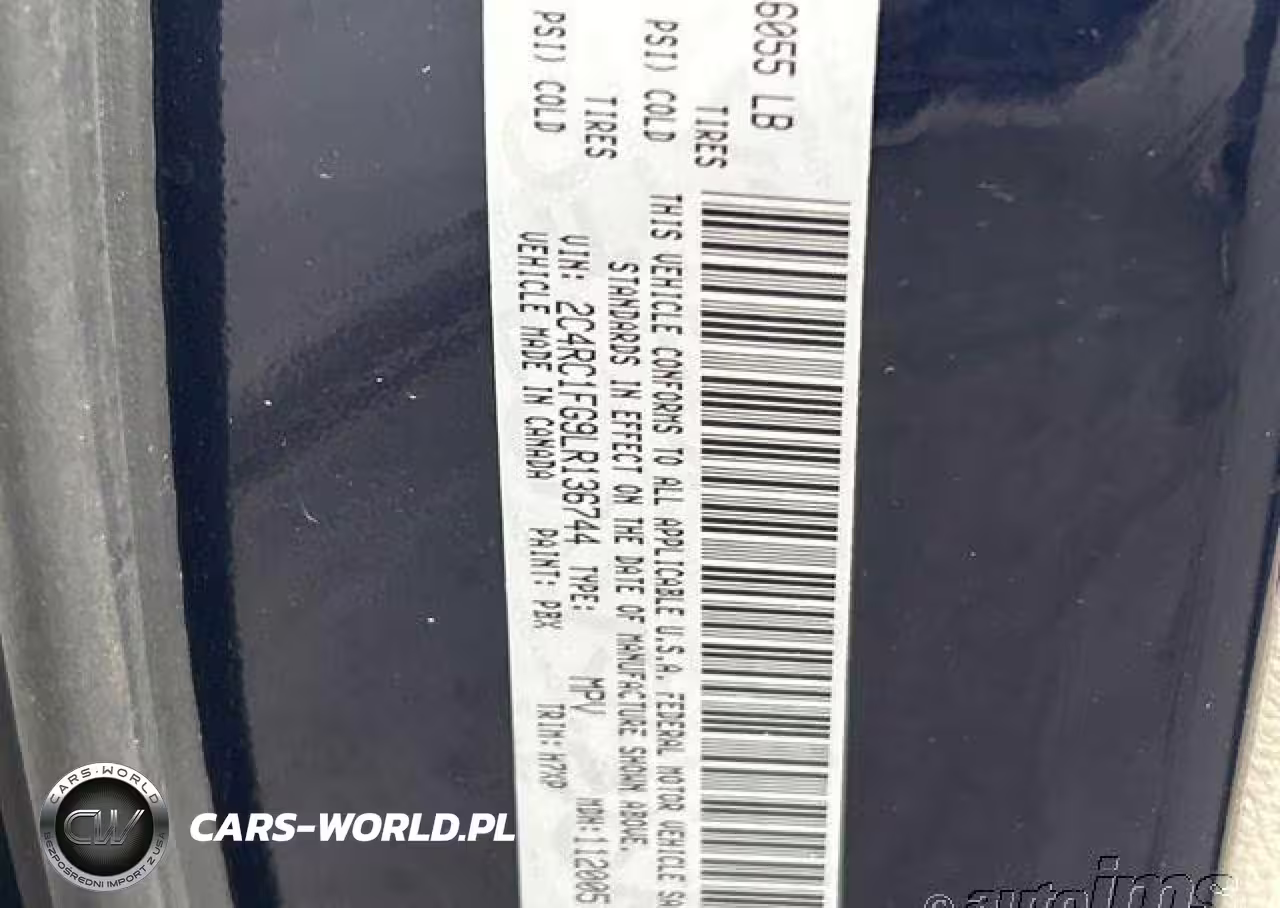 6055 LB
TIRES
PSI) COLD
TIRES
PSI) COLD
THIS VEHICLE CONFORMS TO ALL APPLICABLE U.S.A. FEDERAL MOTOR VEHICLE SA
STANDARDS IN EFFECT ON THE DATE OF MANUFACTURE SHOWN ABOVE.
VIN: 2C4RC1FG9LR136744 TYPE: MPV MDH: 112005
VEHICLE MADE IN CANADA PAINT: PBX TRIM: H7XP
CARS-WORLD
CW
BEZPOŚREDNI IMPORT Z USA
CARS-WORLD.PL
autoims